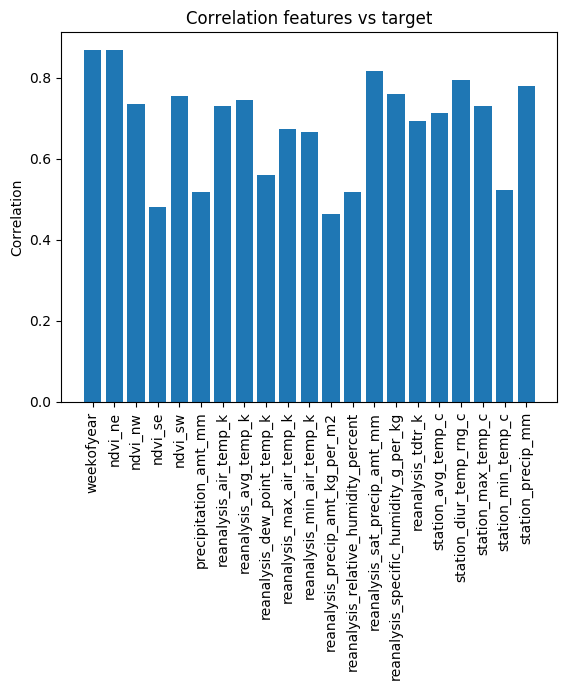 Correlation features vs target
Correlation
0.8
0.6
0.4
0.2
0.0
weekofyear
ndvi_ne
ndvi_nw
ndvi_se
ndvi_sw
precipitation_amt_mm
reanalysis_air_temp_k
reanalysis_avg_temp_k
reanalysis_dew_point_temp_k
reanalysis_max_air_temp_k
reanalysis_min_air_temp_k
reanalysis_precip_amt_kg_per_m2
reanalysis_relative_humidity_percent
reanalysis_sat_precip_amt_mm
reanalysis_specific_humidity_g_per_kg
reanalysis_tdtr_k
station_avg_temp_c
station_diur_temp_rng_c
station_max_temp_c
station_min_temp_c
station_precip_mm